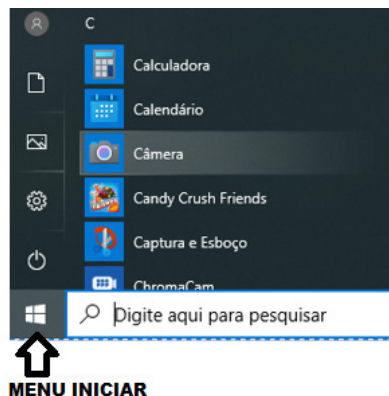 C
Calculadora
Calendário
Câmera
Candy Crush Friends
Captura e Esboço
ChromaCam
Digite aqui para pesquisar
MENU INICIAR